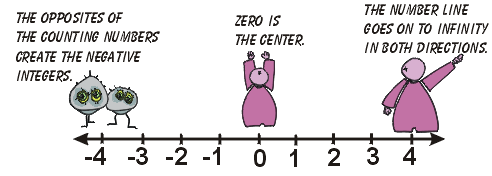 THE OPPOSITES OF
THE COUNTING NUMBERS
CREATE THE NEGATIVE
INTEGERS.
ZERO IS
THE CENTER.
THE NUMBER LINE
GOES ON TO INFINITY
IN BOTH DIRECTIONS.
-4 -3 -2 -1 0 1 2 3 4